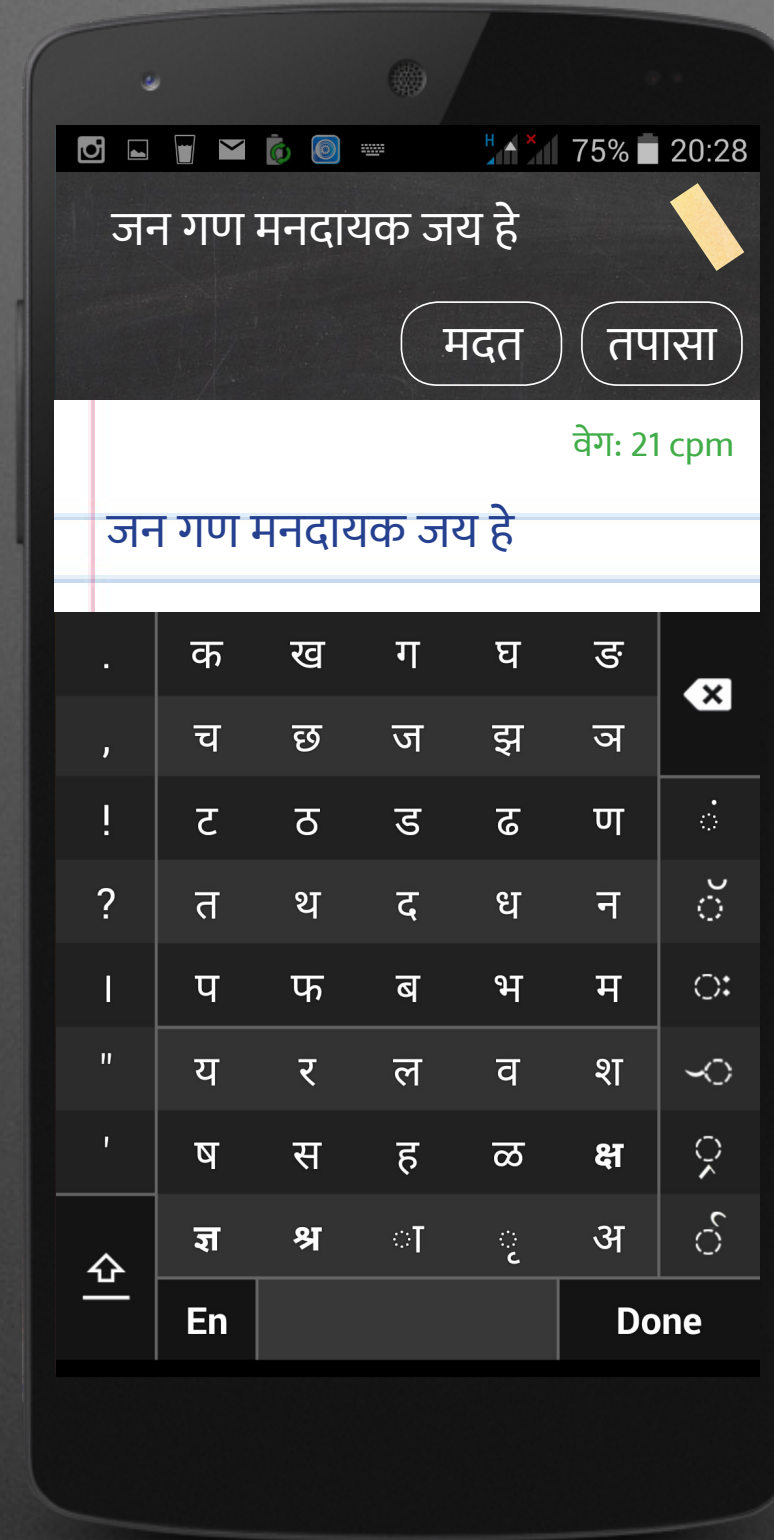 75% 20:28
जन गण मनदायक जय हे
मदत तपासा
वेग: 21 cpm
जन गण मनदायक जय हे
. क ख ग घ ङ
, च छ ज झ ञ
! ट ठ ड ढ ण ं
? त थ द ध न ॅ
। प फ ब भ म ः
" य र ल व श
' ष स ह ळ क्ष
ज्ञ श्र ा ृ अ
En Done